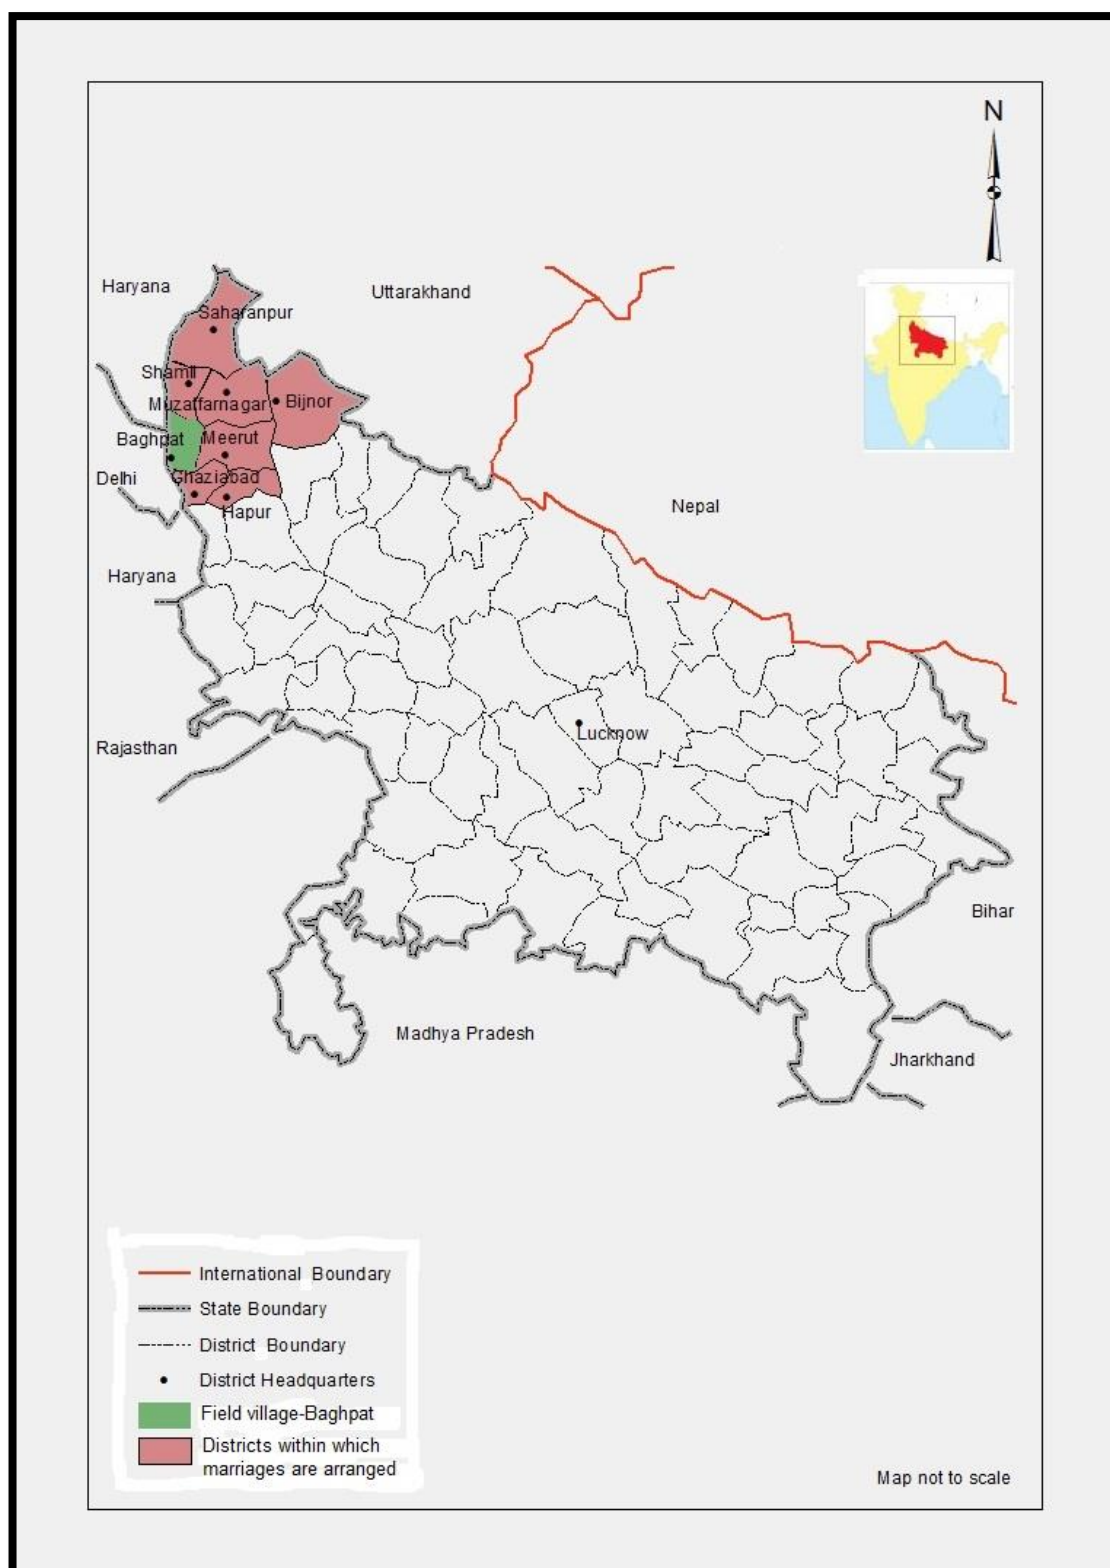 N
Haryana
Uttarakhand
Saharanpur
Shamli
Muzaffarnagar
Bijnor
Baghpat
Meerut
Delhi
Ghaziabad
Hapur
Nepal
Haryana
Lucknow
Rajasthan
Bihar
Madhya Pradesh
Jharkhand
International Boundary
State Boundary
District Boundary
District Headquarters
Field village-Baghpat
Districts within which
marriages are arranged
Map not to scale